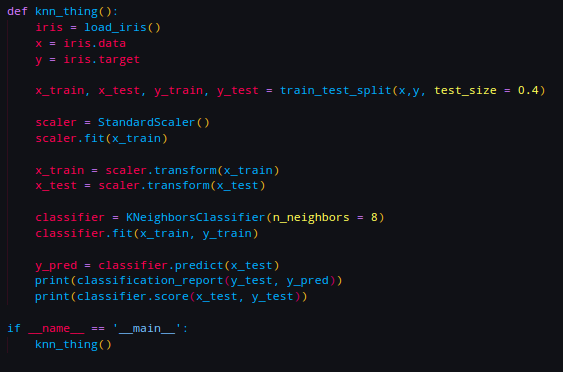 def knn_thing():
    iris = load_iris()
    x = iris.data
    y = iris.target
    x_train, x_test, y_train, y_test = train_test_split(x,y, test_size = 0.4)
    scaler = StandardScaler()
    scaler.fit(x_train)
    x_train = scaler.transform(x_train)
    x_test = scaler.transform(x_test)
    classifier = KNeighborsClassifier(n_neighbors = 8)
    classifier.fit(x_train, y_train)
    y_pred = classifier.predict(x_test)
    print(classification_report(y_test, y_pred))
    print(classifier.score(x_test, y_test))
if __name__ == '__main__':
    knn_thing()